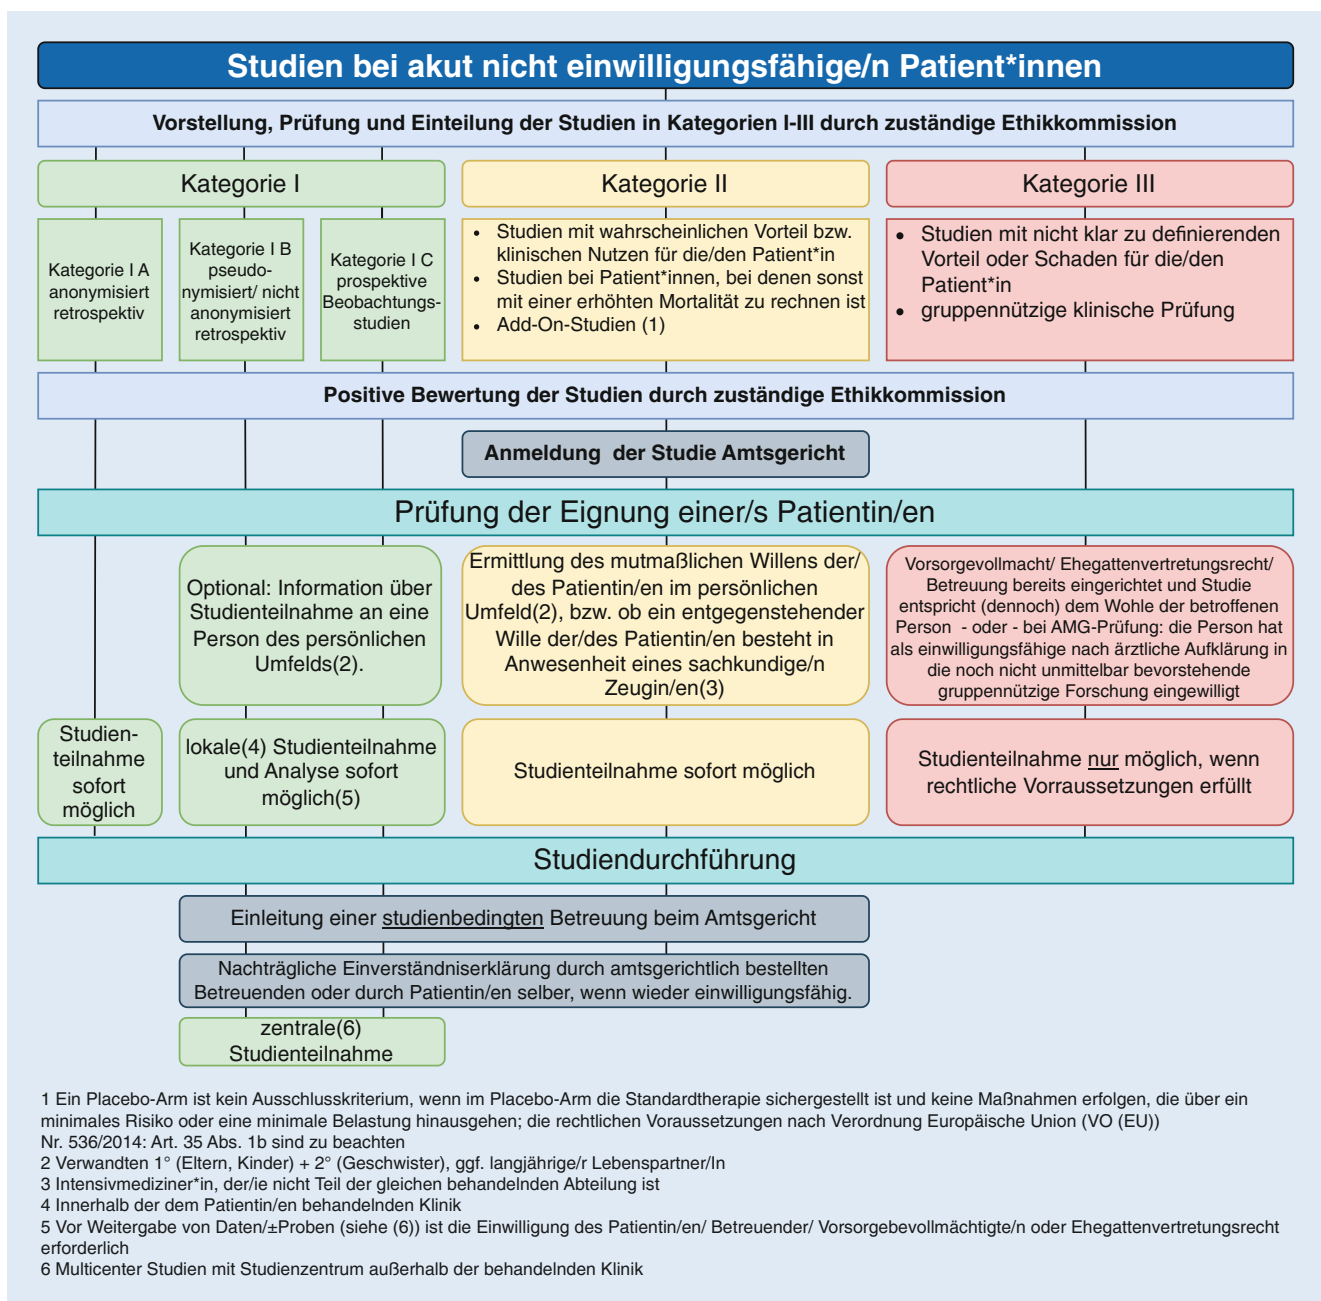 Studien bei akut nicht einwilligungsfähige/n Patient*innen
Vorstellung, Prüfung und Einteilung der Studien in Kategorien I-III durch zuständige Ethikkommission
Kategorie I
Kategorie I A
anonymisiert
retrospektiv
Kategorie I B
pseudo-
nymisiert/ nicht
anonymisiert
retrospektiv
Kategorie I C
prospektive
Beobachtungs-
studien
Kategorie II
• Studien mit wahrscheinlichen Vorteil bzw.
klinischen Nutzen für die/den Patient*in
• Studien bei Patient*innen, bei denen sonst
mit einer erhöhten Mortalität zu rechnen ist
• Add-On-Studien (1)
Kategorie III
• Studien mit nicht klar zu definierenden
Vorteil oder Schaden für die/den
Patient*in
• gruppennützige klinische Prüfung
Positive Bewertung der Studien durch zuständige Ethikkommission
Anmeldung der Studie Amtsgericht
Prüfung der Eignung einer/s Patientin/en
Optional: Information über
Studienteilnahme an eine
Person des persönlichen
Umfelds(2).
Ermittlung des mutmaßlichen Willens der/
des Patientin/en im persönlichen
Umfeld(2), bzw. ob ein entgegenstehender
Wille der/des Patientin/en besteht in
Anwesenheit eines sachkundige/n
Zeugin/en(3)
Vorsorgevollmacht/ Ehegattenvertretungsrecht/
Betreuung bereits eingerichtet und Studie
entspricht (dennoch) dem Wohle der betroffenen
Person - oder - bei AMG-Prüfung: die Person hat
als einwilligungsfähige nach ärztliche Aufklärung in
die noch nicht unmittelbar bevorstehende
gruppennützige Forschung eingewilligt
Studien-
teilnahme
sofort
möglich
lokale(4) Studienteilnahme
und Analyse sofort
möglich(5)
Studienteilnahme sofort möglich
Studienteilnahme nur möglich, wenn
rechtliche Vorraussetzungen erfüllt
Studiendurchführung
Einleitung einer studienbedingten Betreuung beim Amtsgericht
Nachträgliche Einverständniserklärung durch amtsgerichtlich bestellten
Betreuenden oder durch Patientin/en selber, wenn wieder einwilligungsfähig.
zentrale(6)
Studienteilnahme
1 Ein Placebo-Arm ist kein Ausschlusskriterium, wenn im Placebo-Arm die Standardtherapie sichergestellt ist und keine Maßnahmen erfolgen, die über ein
minimales Risiko oder eine minimale Belastung hinausgehen; die rechtlichen Voraussetzungen nach Verordnung Europäische Union (VO (EU))
Nr. 536/2014: Art. 35 Abs. 1b sind zu beachten
2 Verwandten 1° (Eltern, Kinder) + 2° (Geschwister), ggf. langjährige/r Lebenspartner/In
3 Intensivmediziner*in, der/ie nicht Teil der gleichen behandelnden Abteilung ist
4 Innerhalb der dem Patientin/en behandelnden Klinik
5 Vor Weitergabe von Daten/±Proben (siehe (6)) ist die Einwilligung des Patientin/en/ Betreuender/ Vorsorgebevollmächtigte/n oder Ehegattenvertretungsrecht
erforderlich
6 Multicenter Studien mit Studienzentrum außerhalb der behandelnden Klinik